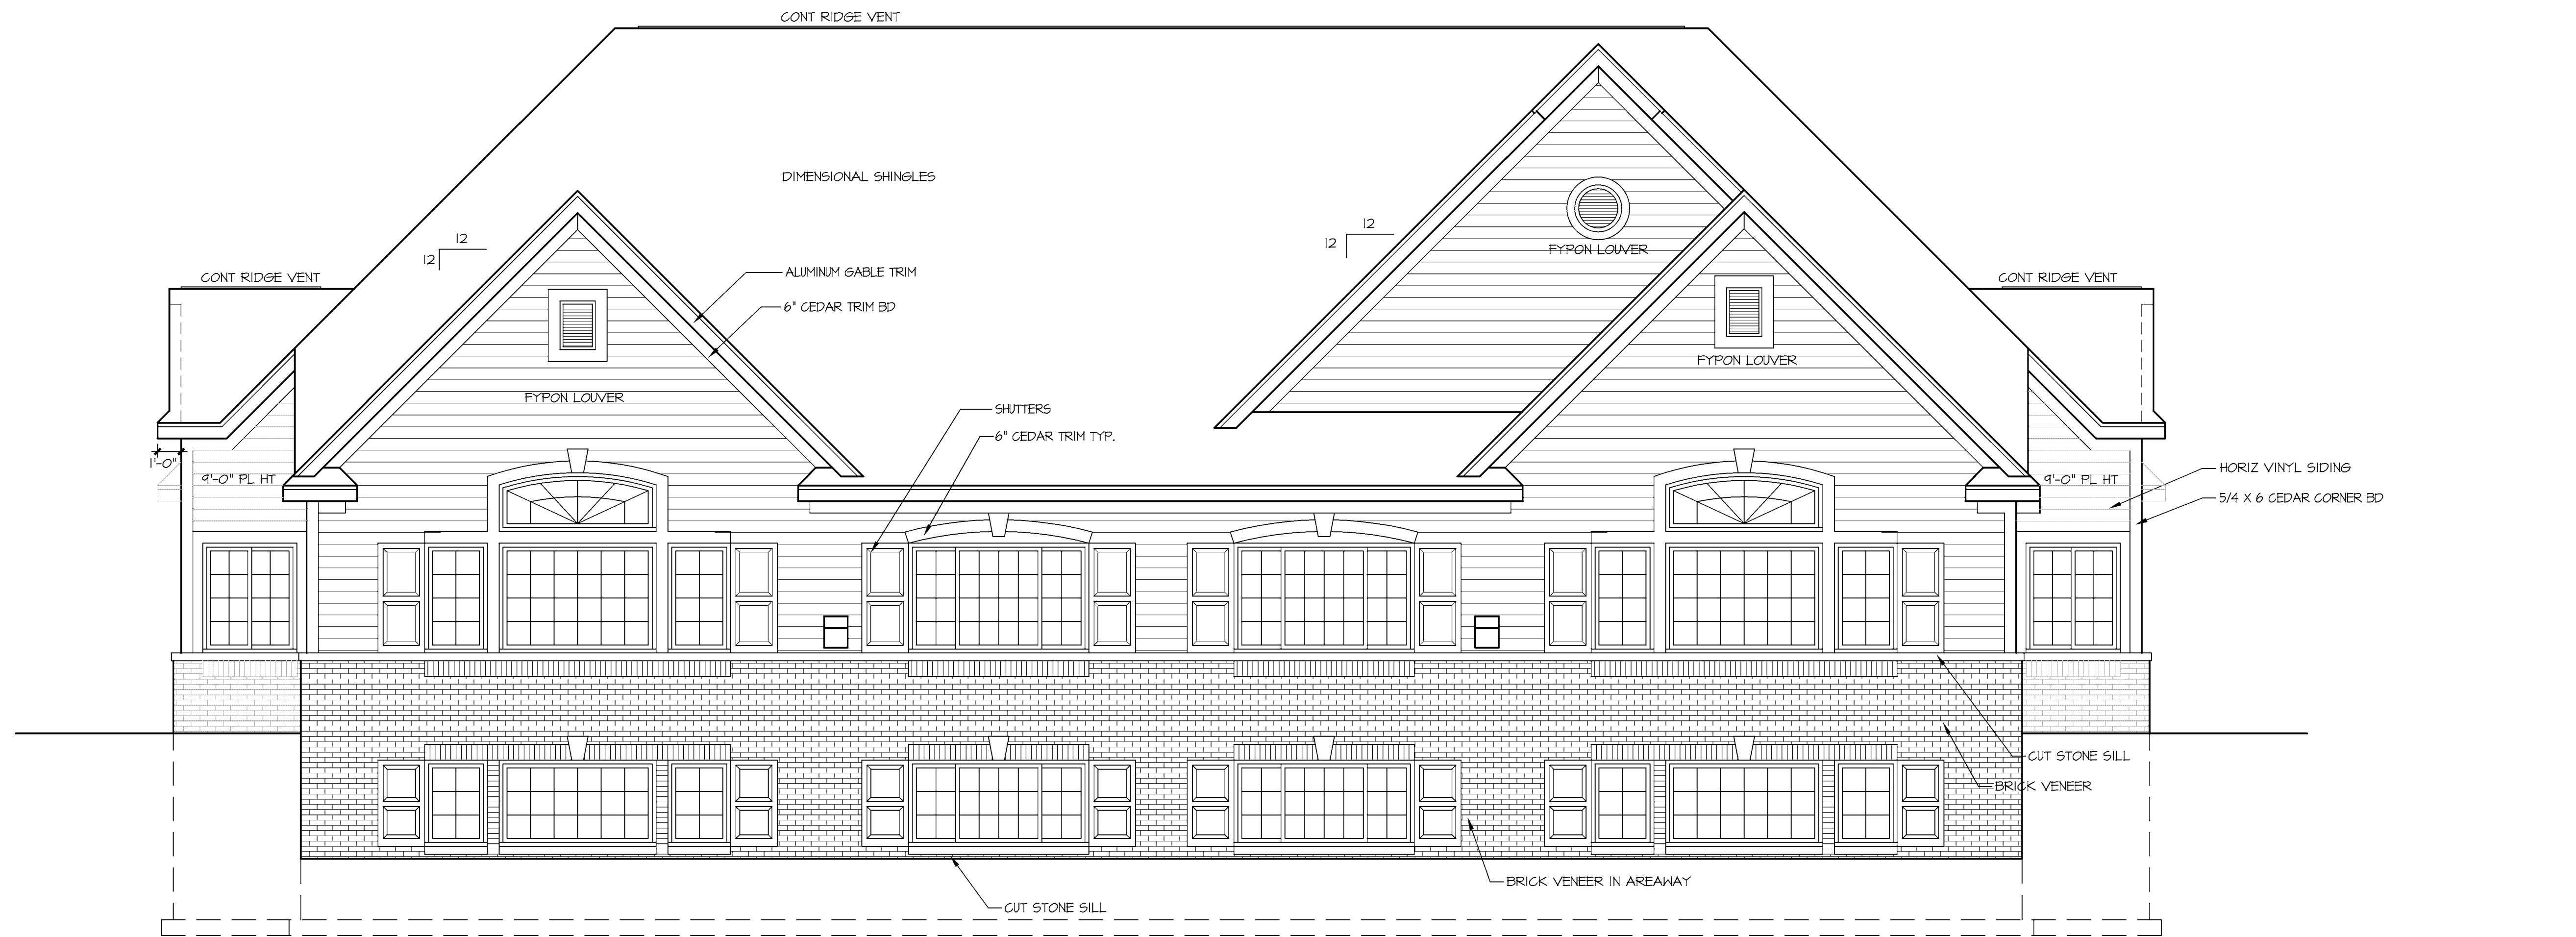 CONT RIDGE VENT
DIMENSIONAL SHINGLES
12
12
12
12
FYPON LOUVER
ALUMINUM GABLE TRIM
CONT RIDGE VENT
CONT RIDGE VENT
6" CEDAR TRIM BD
FYPON LOUVER
FYPON LOUVER
SHUTTERS
6" CEDAR TRIM TYP.
1'-0"
9'-0" PL HT
9'-0" PL HT
HORIZ VINYL SIDING
5/4 X 6 CEDAR CORNER BD
CUT STONE SILL
BRICK VENEER
BRICK VENEER IN AREAWAY
CUT STONE SILL